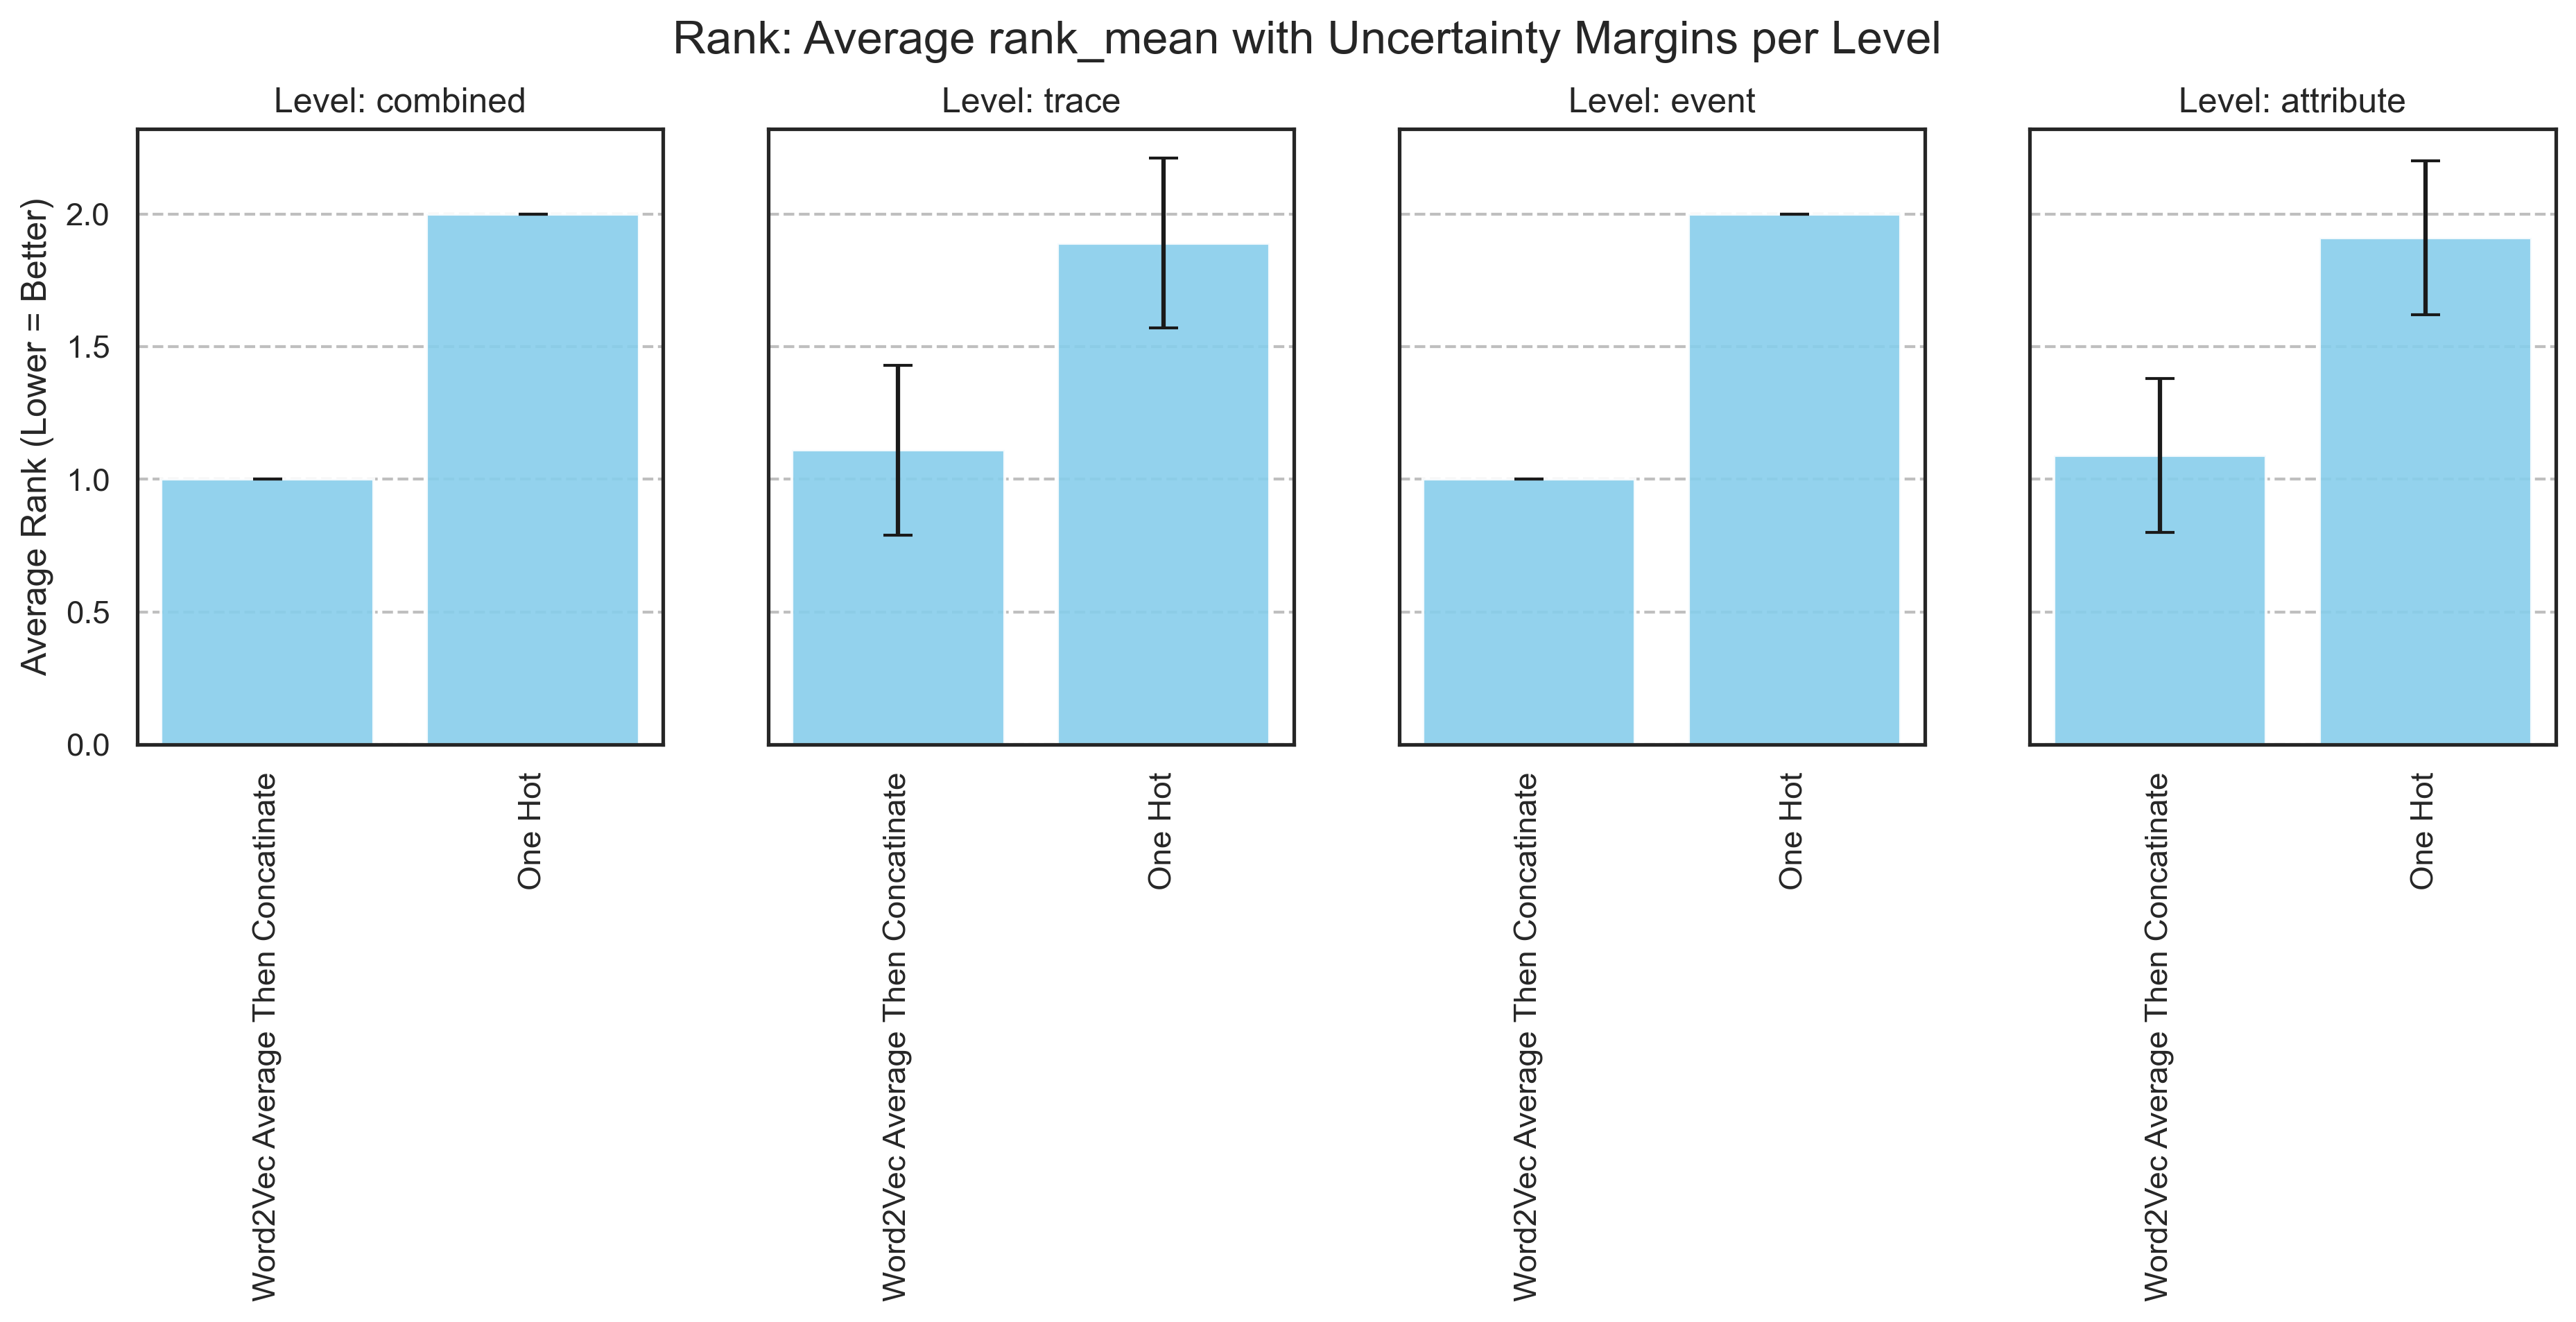 Rank: Average rank_mean with Uncertainty Margins per Level
Level: combined
Level: trace
Level: event
Level: attribute
Average Rank (Lower = Better)
2.0
1.5
1.0
0.5
0.0
Word2Vec Average Then Concatinate
One Hot
Word2Vec Average Then Concatinate
One Hot
Word2Vec Average Then Concatinate
One Hot
Word2Vec Average Then Concatinate
One Hot